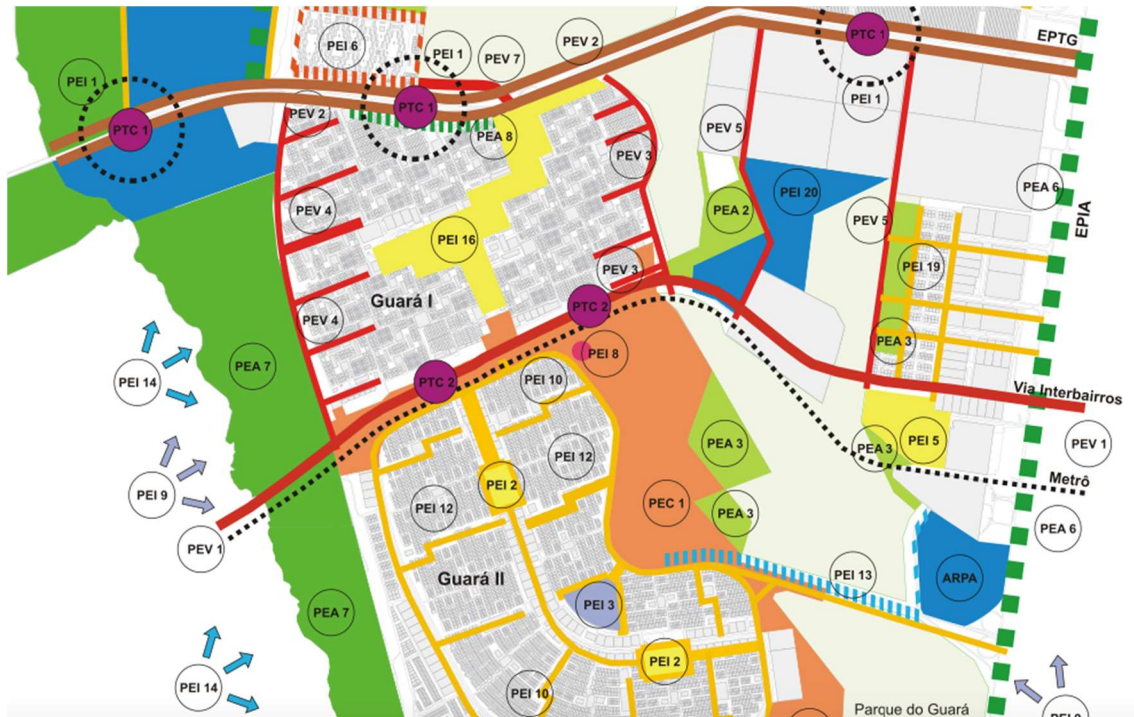 PTC 1
EPTG
PEI 6
PEI 1
PEV 7
PEV 2
PEI 1
PEI 1
PTC 1
PEV 2
PTC 1
PEA 8
PEV 5
PEV 3
PEA 6
PEI 20
PEV 4
PEA 2
PEV 5
EPIA
PEI 16
PEI 19
PEV 3
Guará I
PTC 2
PEV 4
PEA 3
PEI 8
PEA 7
PTC 2
PEI 10
PEI 14
Via Interbairros
PEI 5
PEA 3
PEA 3
PEV 1
PEI 12
PEI 2
Metrô
PEI 9
PEC 1
PEI 12
PEA 3
PEA 6
PEV 1
Guará II
PEI 13
ARPA
PEI 3
PEA 7
PEI 2
PEI 14
PEI 10
Parque do Guará